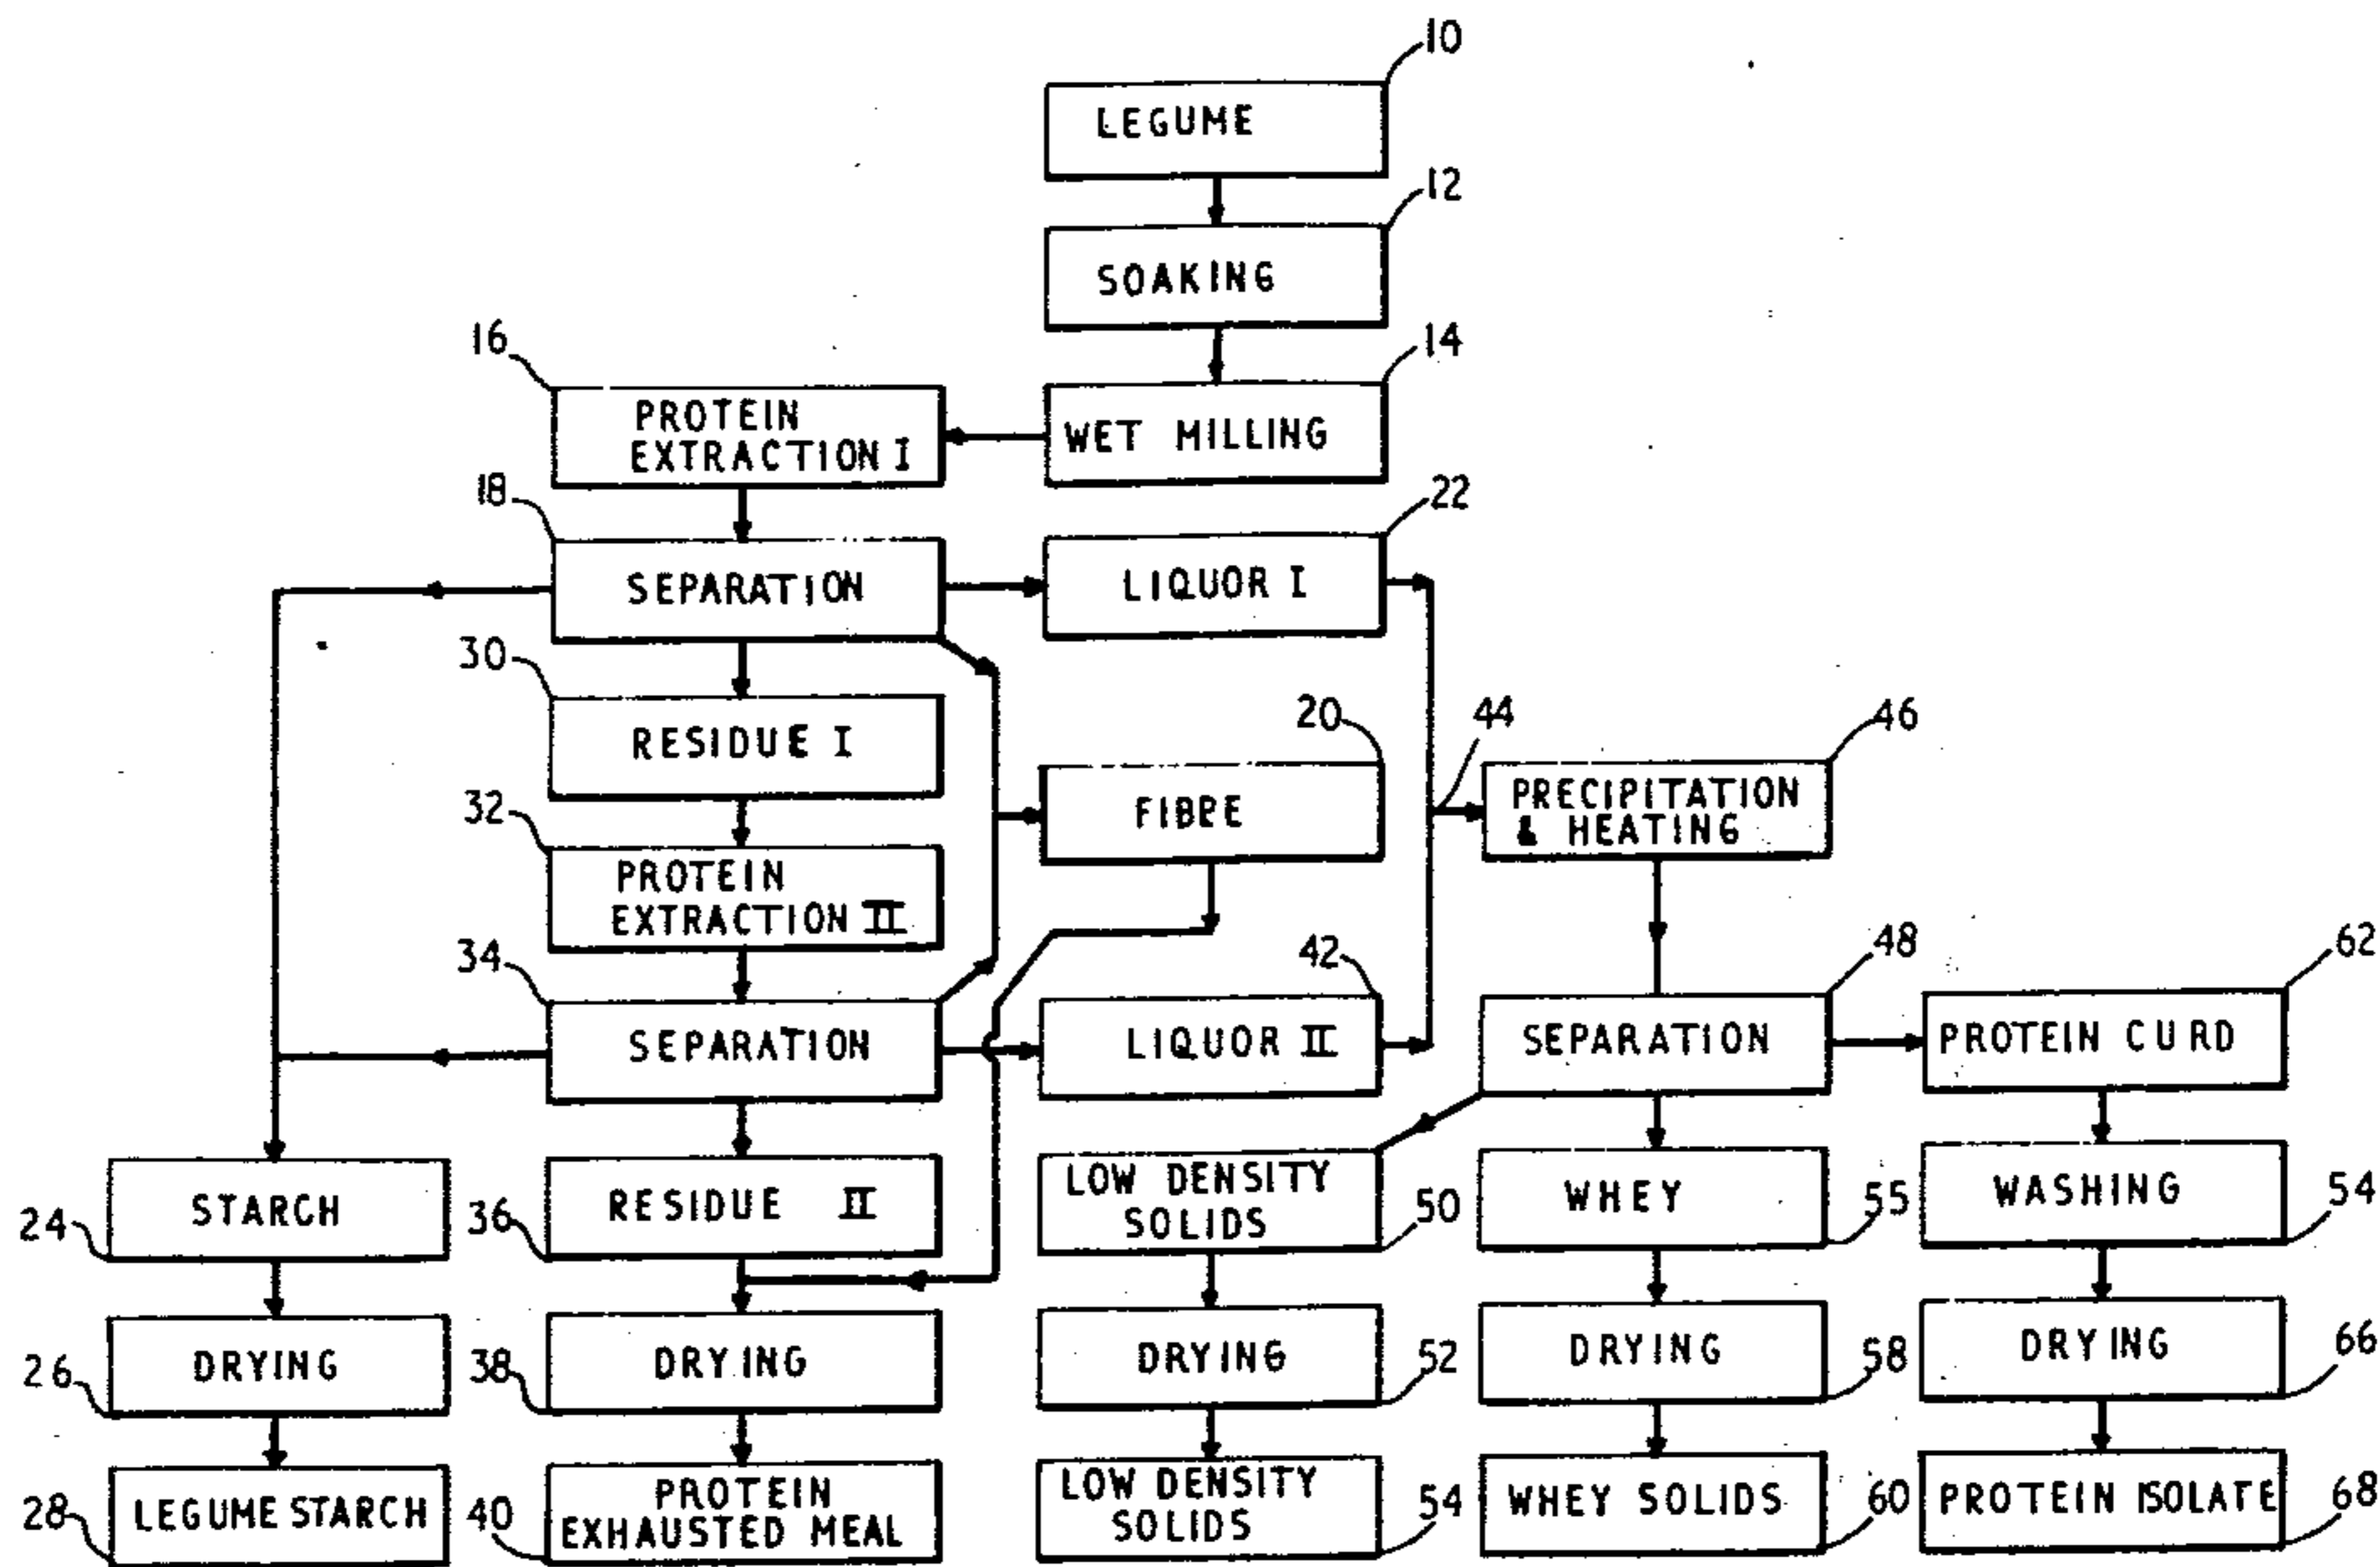 10
LEGUME
12
SOAKING
16
14
PROTEIN
EXTRACTION I
WET MILLING
18
22
SEPARATION
LIQUOR I
30
20
44
46
RESIDUE I
FIBRE
PRECIPITATION
& HEATING
32
PROTEIN
EXTRACTION II
34
42
48
62
SEPARATION
LIQUOR II
SEPARATION
PROTEIN CURD
24
STARCH
36
RESIDUE II
LOW DENSITY
SOLIDS
50
WHEY
55
WASHING
54
26
DRYING
38
DRYING
DRYING
52
DRYING
58
DRYING
66
28
LEGUME STARCH
40
PROTEIN
EXHAUSTED MEAL
LOW DENSITY
SOLIDS
54
WHEY SOLIDS
60
PROTEIN ISOLATE
68